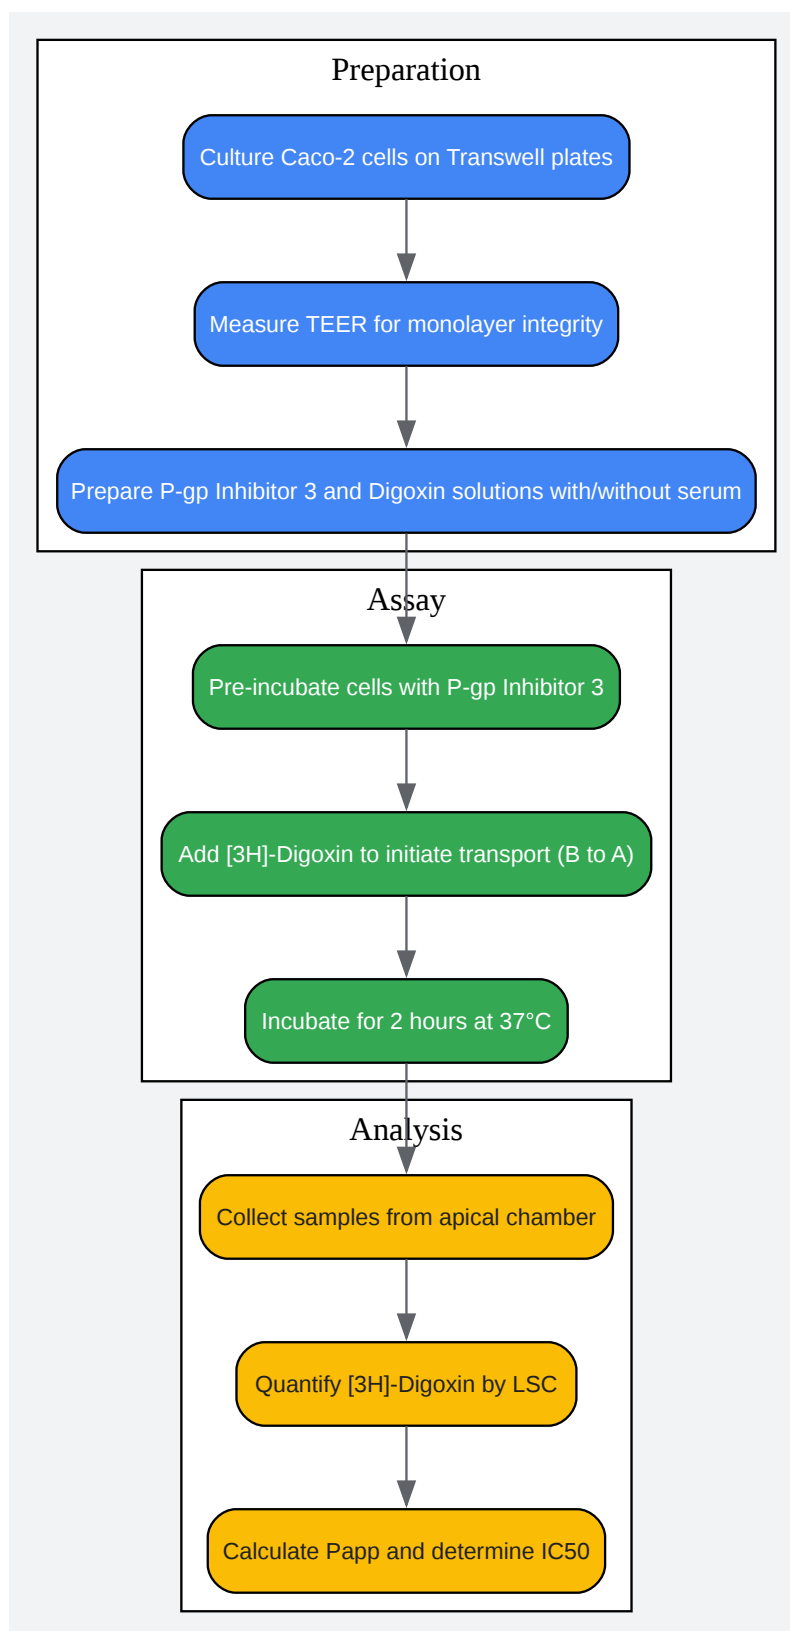 Preparation
Culture Caco-2 cells on Transwell plates
Measure TEER for monolayer integrity
Prepare P-gp Inhibitor 3 and Digoxin solutions with/without serum
Assay
Pre-incubate cells with P-gp Inhibitor 3
Add [3H]-Digoxin to initiate transport (B to A)
Incubate for 2 hours at 37°C
Analysis
Collect samples from apical chamber
Quantify [3H]-Digoxin by LSC
Calculate Papp and determine IC50